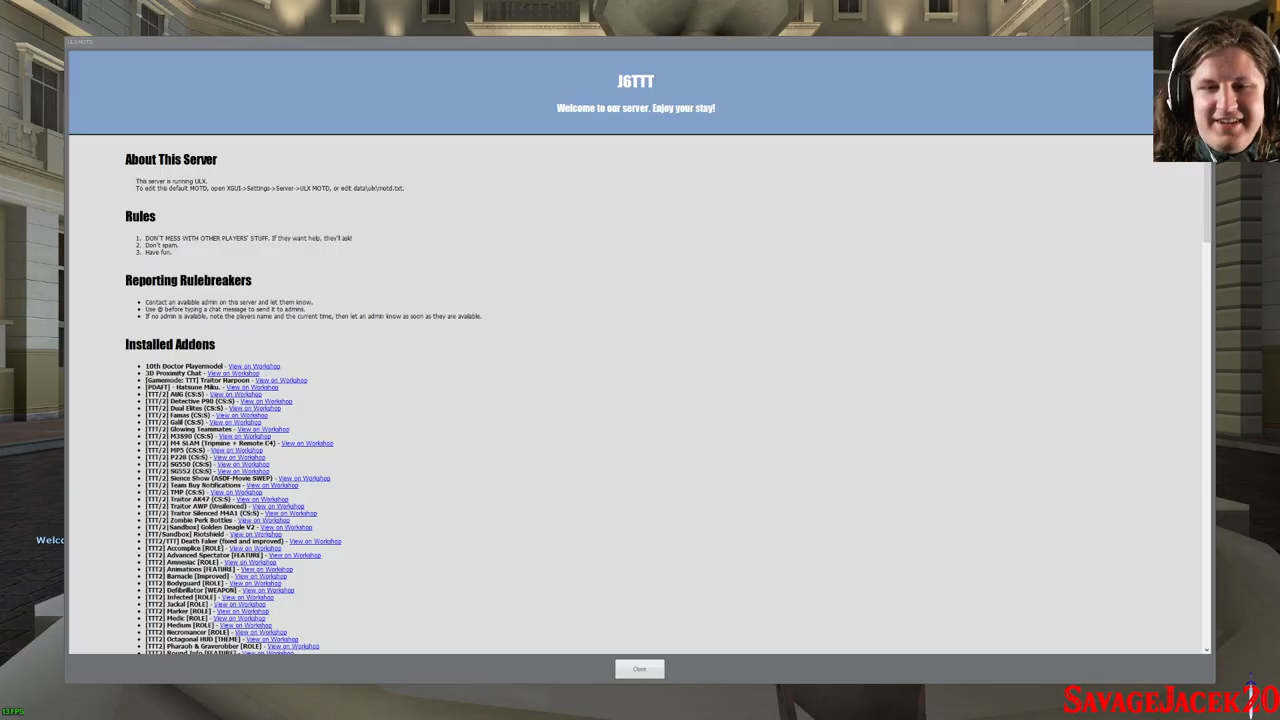 ULX MOTD
J6TTT
Welcome to our server. Enjoy your stay!
About This Server
This server is running ULX.
To edit the default MOTD, open XGUI->Settings->Server->ULX MOTD, or edit data\ulx\motd.txt.
Rules
1. DON'T MESS WITH OTHER PLAYERS' STUFF. If they want help, they'll ask!
2. Don't spam.
3. Have fun.
Reporting Rulebreakers
Contact an available admin on this server and let them know.
Use @ before typing a chat message to send it to admins.
If no admin is available, note the players name and the current time, then let an admin know as soon as they are available.
Installed Addons
10th Doctor Playermodel - View on Workshop
3D Proximity Chat - View on Workshop
[Gamemode: TTT] Traitor Harpoon - View on Workshop
[PDAFT] - Hatsune Miku. - View on Workshop
[TTT/2] AUG (CS:S) - View on Workshop
[TTT/2] Detective P90 (CS:S) - View on Workshop
[TTT/2] Dual Elites (CS:S) - View on Workshop
[TTT/2] Famas (CS:S) - View on Workshop
[TTT/2] Galil (CS:S) - View on Workshop
[TTT/2] Glowing Teammates - View on Workshop
[TTT/2] M3S90 (CS:S) - View on Workshop
[TTT/2] M4 SLAM (Tripmine + Remote C4) - View on Workshop
[TTT/2] MP5 (CS:S) - View on Workshop
[TTT/2] P228 (CS:S) - View on Workshop
[TTT/2] SG550 (CS:S) - View on Workshop
[TTT/2] SG552 (CS:S) - View on Workshop
[TTT/2] Sience Show (ASDF-Movie SWEP) - View on Workshop
[TTT/2] Team Buy Notifications - View on Workshop
[TTT/2] TMP (CS:S) - View on Workshop
[TTT/2] Traitor AK47 (CS:S) - View on Workshop
[TTT/2] Traitor AWP (Unsilenced) - View on Workshop
[TTT/2] Traitor Silenced M4A1 (CS:S) - View on Workshop
[TTT/2] Zombie Perk Bottles - View on Workshop
[TTT/2|Sandbox] Golden Deagle V2 - View on Workshop
[TTT/Sandbox] Riotshield - View on Workshop
[TTT2/TTT] Death Faker (fixed and improved) - View on Workshop
[TTT2] Accomplice [ROLE] - View on Workshop
[TTT2] Advanced Spectator [FEATURE] - View on Workshop
[TTT2] Amnesiac [ROLE] - View on Workshop
[TTT2] Animations [FEATURE] - View on Workshop
[TTT2] Barnacle [Improved] - View on Workshop
[TTT2] Bodyguard [ROLE] - View on Workshop
[TTT2] Defibrillator [WEAPON] - View on Workshop
[TTT2] Infected [ROLE] - View on Workshop
[TTT2] Jackal [ROLE] - View on Workshop
[TTT2] Marker [ROLE] - View on Workshop
[TTT2] Medic [ROLE] - View on Workshop
[TTT2] Medium [ROLE] - View on Workshop
[TTT2] Necromancer [ROLE] - View on Workshop
[TTT2] Octagonal HUD [THEME] - View on Workshop
[TTT2] Pharaoh & Graverobber [ROLE] - View on Workshop
[TTT2] Round Info [FEATURE] - View on Workshop
Welco
Close
13 FPS
SAVAGEJACEK20